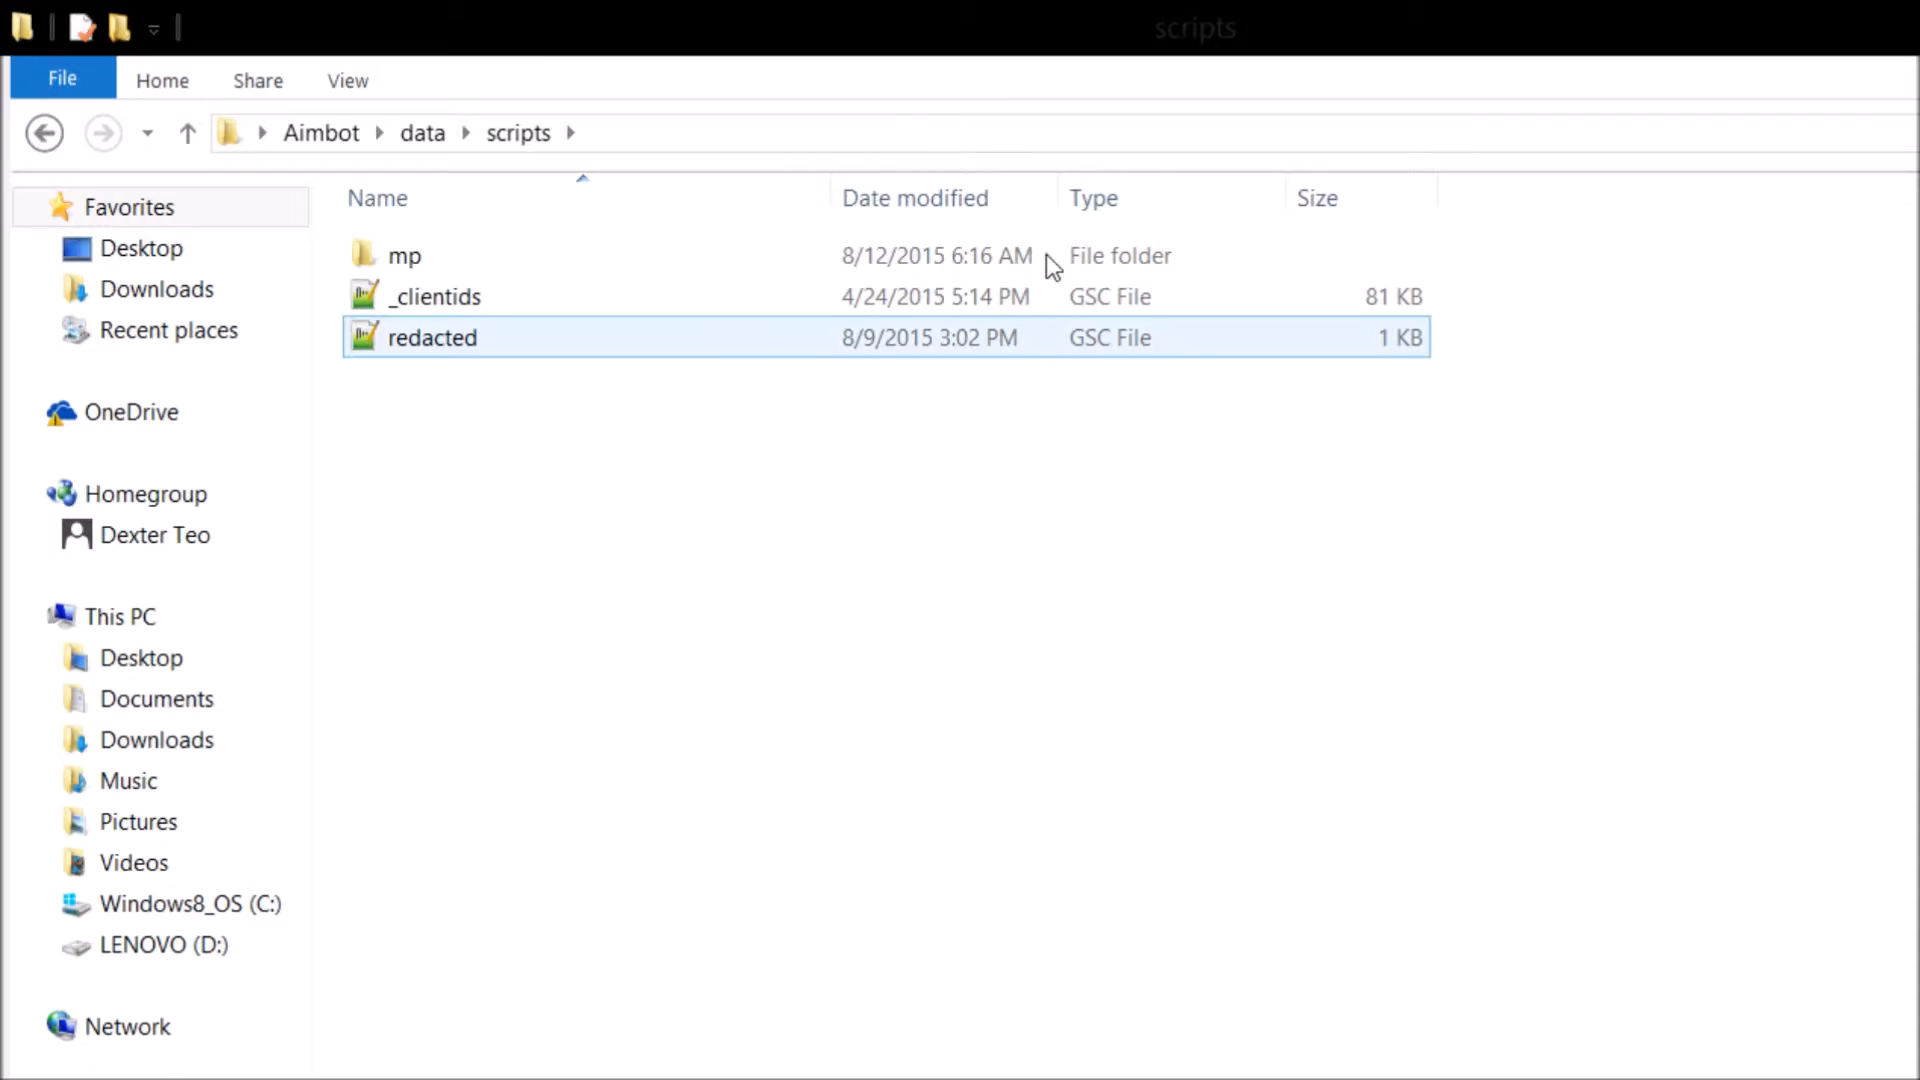 scripts
File Home Share View
Aimbot data scripts
Name Date modified Type Size
mp 8/12/2015 6:16 AM File folder
_clientids 4/24/2015 5:14 PM GSC File 81 KB
redacted 8/9/2015 3:02 PM GSC File 1 KB
Favorites
Desktop
Downloads
Recent places
OneDrive
Homegroup
Dexter Teo
This PC
Desktop
Documents
Downloads
Music
Pictures
Videos
Windows8_OS (C:)
LENOVO (D:)
Network